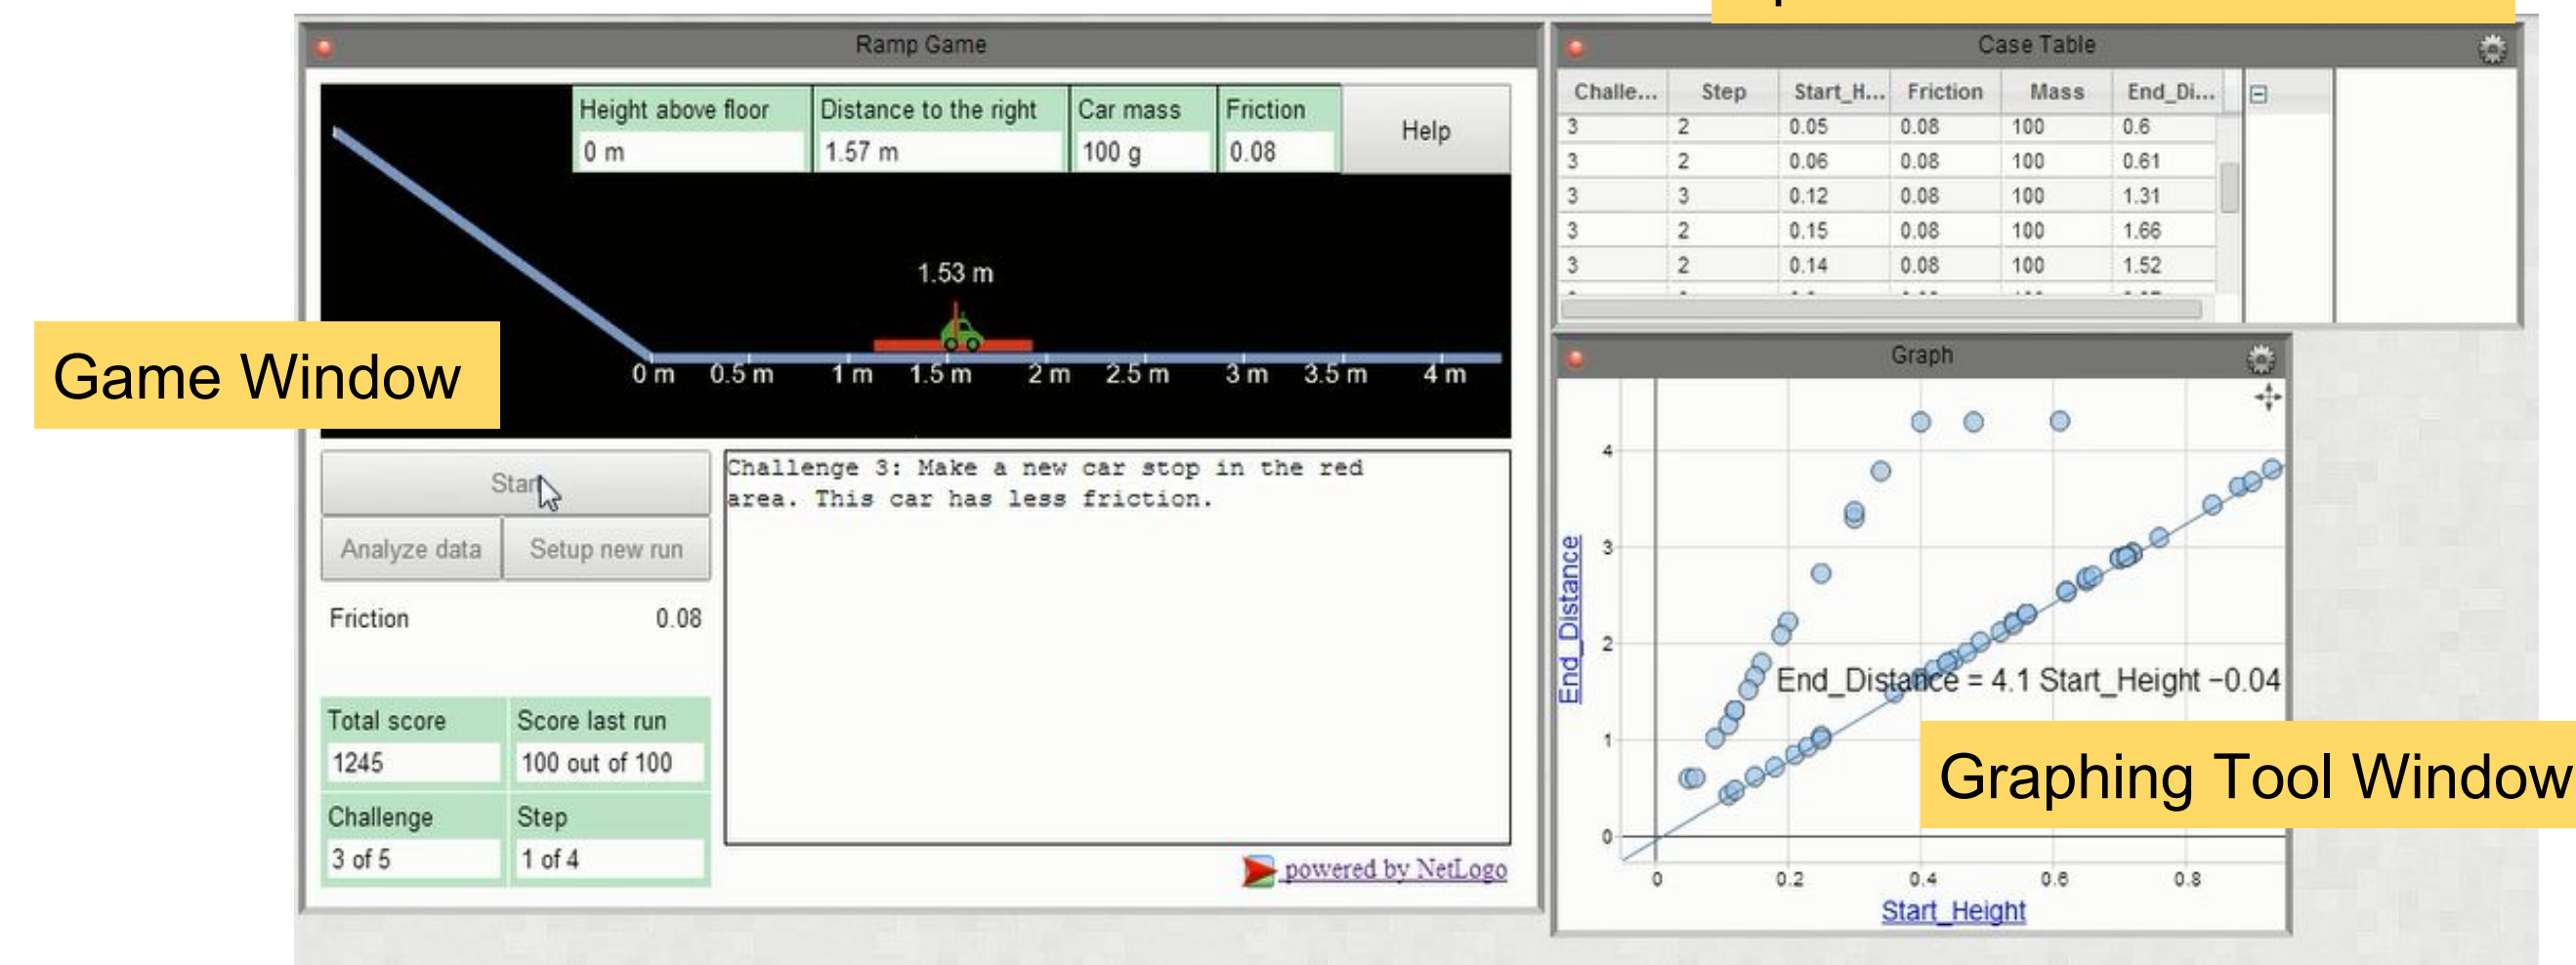 Ramp Game
Height above floor
0 m
Distance to the right
1.57 m
Car mass
100 g
Friction
0.08
Help
1.53 m
0 m 0.5 m 1 m 1.5 m 2 m 2.5 m 3 m 3.5 m 4 m
Game Window
Start
Analyze data
Setup new run
Friction 0.08
Total score
1245
Score last run
100 out of 100
Challenge
3 of 5
Step
1 of 4
Challenge 3: Make a new car stop in the red
area. This car has less friction.
powered by NetLogo
Case Table
Challe... Step Start_H... Friction Mass End_Di...
3 2 0.05 0.08 100 0.6
3 2 0.06 0.08 100 0.61
3 3 0.12 0.08 100 1.31
3 2 0.15 0.08 100 1.66
3 2 0.14 0.08 100 1.52
Graph
End_Distance
4
3
2
1
0
End_Distance = 4.1 Start_Height −0.04
Graphing Tool Window
0 0.2 0.4 0.6 0.8
Start_Height